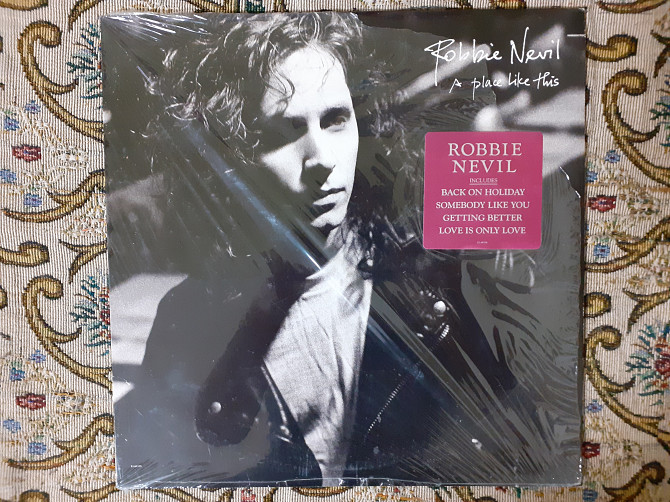 Robbie Nevil
A place like this
ROBBIE
NEVIL
INCLUDES
BACK ON HOLIDAY
SOMEBODY LIKE YOU
GETTING BETTER
LOVE IS ONLY LOVE